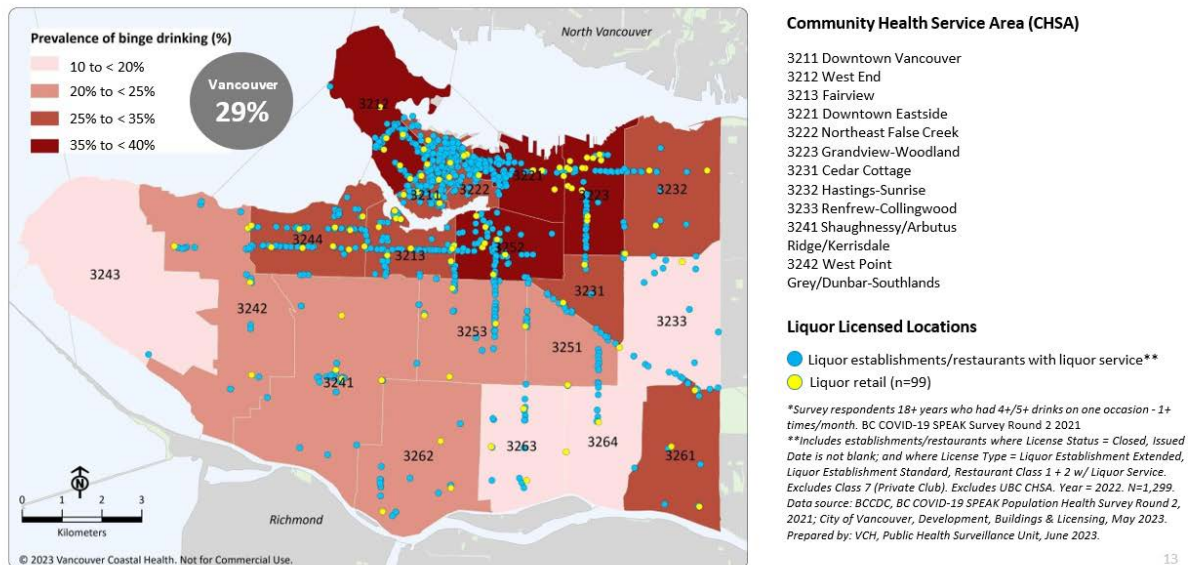 Prevalence of binge drinking (%)
10 to < 20%
20% to < 25%
25% to < 35%
35% to < 40%
Vancouver
29%
North Vancouver
3212
3211
3222
3221
3223
3232
3244
3213
3252
3243
3242
3231
3233
3253
3251
3241
3262
3263
3264
3261
N
0 1 2 3
Kilometers
Richmond
© 2023 Vancouver Coastal Health. Not for Commercial Use.
Community Health Service Area (CHSA)
3211 Downtown Vancouver
3212 West End
3213 Fairview
3221 Downtown Eastside
3222 Northeast False Creek
3223 Grandview-Woodland
3231 Cedar Cottage
3232 Hastings-Sunrise
3233 Renfrew-Collingwood
3241 Shaughnessy/Arbutus
Ridge/Kerrisdale
3242 West Point
Grey/Dunbar-Southlands
Liquor Licensed Locations
Liquor establishments/restaurants with liquor service**
Liquor retail (n=99)
*Survey respondents 18+ years who had 4+/5+ drinks on one occasion - 1+
times/month. BC COVID-19 SPEAK Survey Round 2 2021
**Includes establishments/restaurants where License Status = Closed, Issued
Date is not blank; and where License Type = Liquor Establishment Extended,
Liquor Establishment Standard, Restaurant Class 1 + 2 w/ Liquor Service.
Excludes Class 7 (Private Club). Excludes UBC CHSA. Year = 2022. N=1,299.
Data source: BCCDC, BC COVID-19 SPEAK Population Health Survey Round 2,
2021; City of Vancouver, Development, Buildings & Licensing, May 2023.
Prepared by: VCH, Public Health Surveillance Unit, June 2023.
13